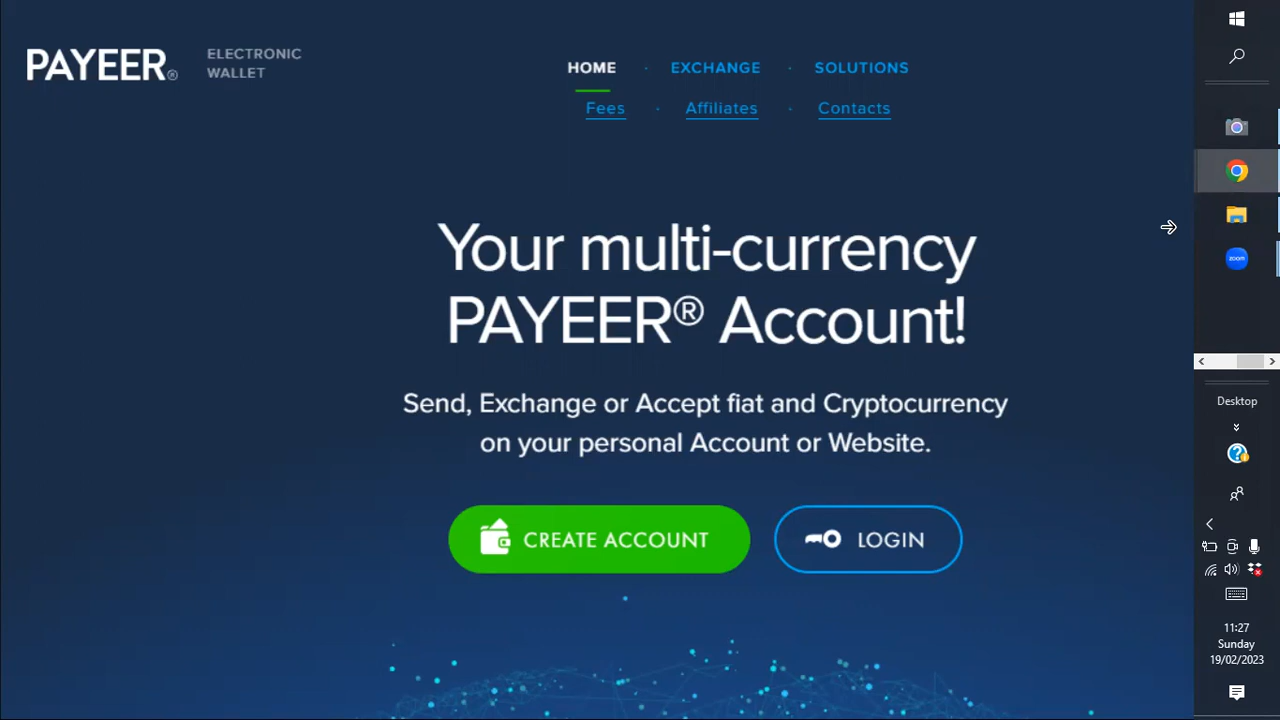 PAYEER®
ELECTRONIC
WALLET
HOME · EXCHANGE · SOLUTIONS
Fees · Affiliates · Contacts
Your multi-currency
PAYEER® Account!
Send, Exchange or Accept fiat and Cryptocurrency
on your personal Account or Website.
CREATE ACCOUNT
LOGIN
zoom
Desktop
11:27
Sunday
19/02/2023